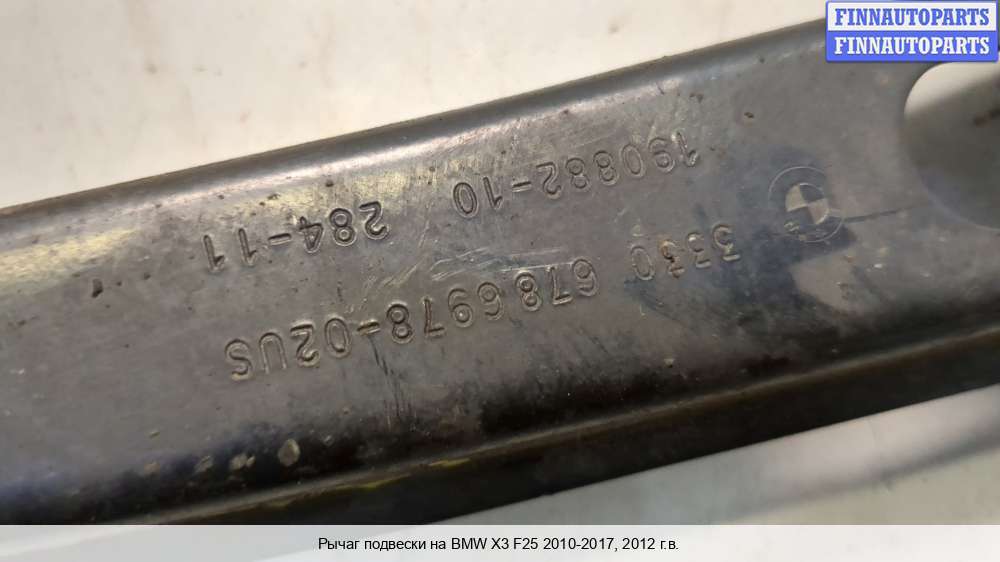 FINNAUTOPARTS
FINNAUTOPARTS
3330 6786978-02US
190882-10 284-11
Рычаг подвески на BMW X3 F25 2010-2017, 2012 г.в.